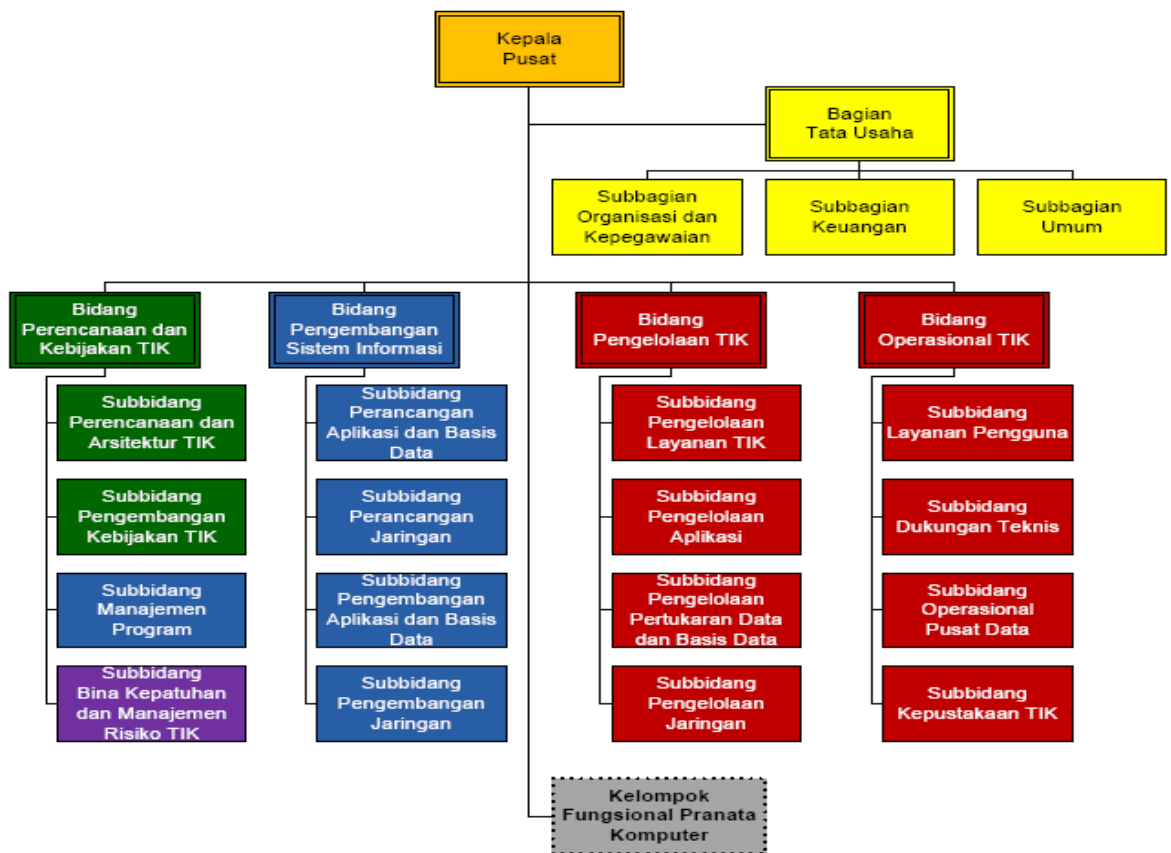 Kepala
Pusat
Bagian
Tata Usaha
Subbagian
Organisasi dan
Kepegawaian
Subbagian
Keuangan
Subbagian
Umum
Bidang
Perencanaan dan
Kebijakan TIK
Subbidang
Perencanaan dan
Arsitektur TIK
Subbidang
Pengembangan
Kebijakan TIK
Subbidang
Manajemen
Program
Subbidang
Bina Kepatuhan
dan Manajemen
Risiko TIK
Bidang
Pengembangan
Sistem Informasi
Subbidang
Perancangan
Aplikasi dan Basis
Data
Subbidang
Perancangan
Jaringan
Subbidang
Pengembangan
Aplikasi dan Basis
Data
Subbidang
Pengembangan
Jaringan
Bidang
Pengelolaan TIK
Subbidang
Pengelolaan
Layanan TIK
Subbidang
Pengelolaan
Aplikasi
Subbidang
Pengelolaan
Pertukaran Data
dan Basis Data
Subbidang
Pengelolaan
Jaringan
Bidang
Operasional TIK
Subbidang
Layanan Pengguna
Subbidang
Dukungan Teknis
Subbidang
Operasional
Pusat Data
Subbidang
Kepustakaan TIK
Kelompok
Fungsional Pranata
Komputer